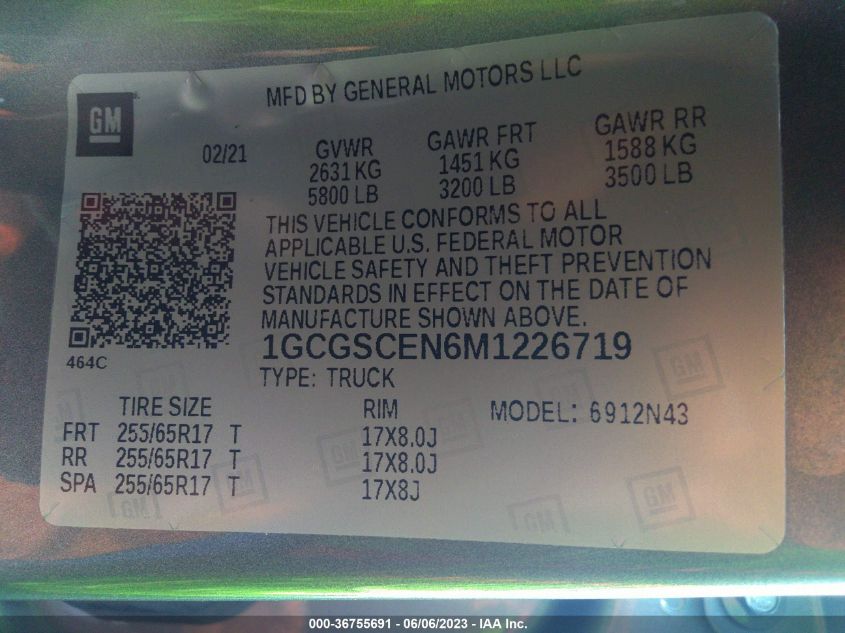 MFD BY GENERAL MOTORS LLC
GM
02/21
GVWR GAWR FRT GAWR RR
2631 KG 1451 KG 1588 KG
5800 LB 3200 LB 3500 LB
THIS VEHICLE CONFORMS TO ALL
APPLICABLE U.S. FEDERAL MOTOR
VEHICLE SAFETY AND THEFT PREVENTION
STANDARDS IN EFFECT ON THE DATE OF
MANUFACTURE SHOWN ABOVE.
464C
1GCGSCEN6M1226719
TYPE: TRUCK
TIRE SIZE RIM MODEL: 6912N43
FRT 255/65R17 T 17X8.0J
RR 255/65R17 T 17X8.0J
SPA 255/65R17 T 17X8J
000-36755691 - 06/06/2023 - IAA Inc.